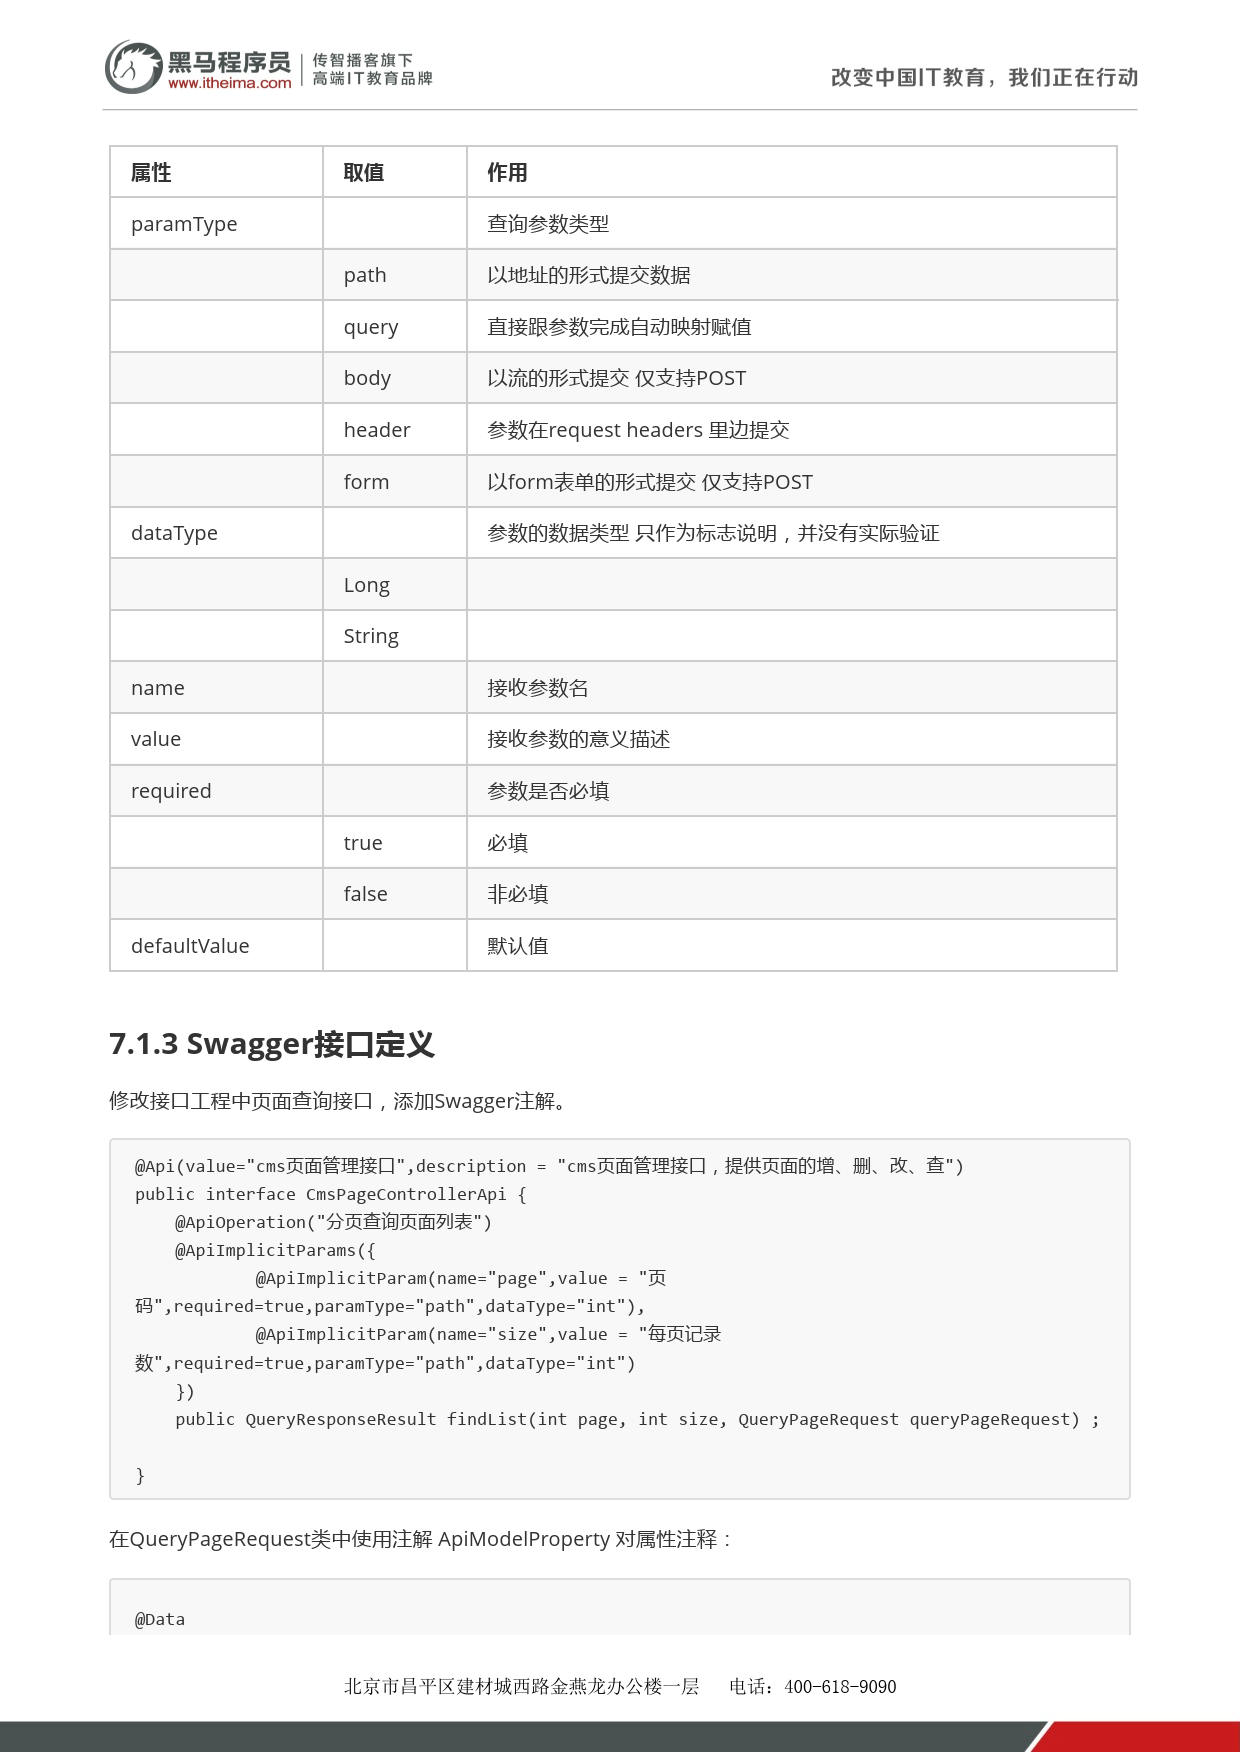 黑马程序员
www.itheima.com
传智播客旗下
高端IT教育品牌
改变中国IT教育，我们正在行动
属性 取值 作用
paramType 查询参数类型
path 以地址的形式提交数据
query 直接跟参数完成自动映射赋值
body 以流的形式提交 仅支持POST
header 参数在request headers 里边提交
form 以form表单的形式提交 仅支持POST
dataType 参数的数据类型 只作为标志说明，并没有实际验证
Long
String
name 接收参数名
value 接收参数的意义描述
required 参数是否必填
true 必填
false 非必填
defaultValue 默认值
7.1.3 Swagger接口定义
修改接口工程中页面查询接口，添加Swagger注解。
@Api(value="cms页面管理接口",description = "cms页面管理接口，提供页面的增、删、改、查")
public interface CmsPageControllerApi {
    @ApiOperation("分页查询页面列表")
    @ApiImplicitParams({
            @ApiImplicitParam(name="page",value = "页
码",required=true,paramType="path",dataType="int"),
            @ApiImplicitParam(name="size",value = "每页记录
数",required=true,paramType="path",dataType="int")
    })
    public QueryResponseResult findList(int page, int size, QueryPageRequest queryPageRequest) ;
}
在QueryPageRequest类中使用注解 ApiModelProperty 对属性注释：
@Data
北京市昌平区建材城西路金燕龙办公楼一层 电话：400-618-9090